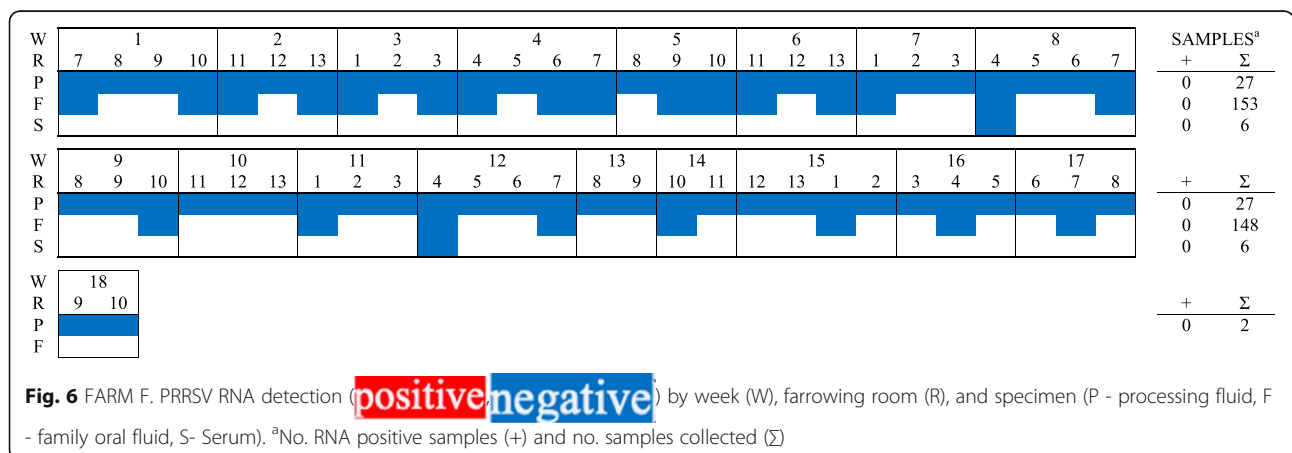 W 1 2 3 4 5 6 7 8 SAMPLESᵃ
R 7 8 9 10 11 12 13 1 2 3 4 5 6 7 8 9 10 11 12 13 1 2 3 4 5 6 7 + Σ
P 0 27
F 0 153
S 0 6
W 9 10 11 12 13 14 15 16 17
R 8 9 10 11 12 13 1 2 3 4 5 6 7 8 9 10 11 12 13 1 2 3 4 5 6 7 8 + Σ
P 0 27
F 0 148
S 0 6
W 18
R 9 10 + Σ
P 0 2
F
Fig. 6 FARM F. PRRSV RNA detection (positive,negative) by week (W), farrowing room (R), and specimen (P - processing fluid, F
- family oral fluid, S- Serum). ᵃNo. RNA positive samples (+) and no. samples collected (∑)